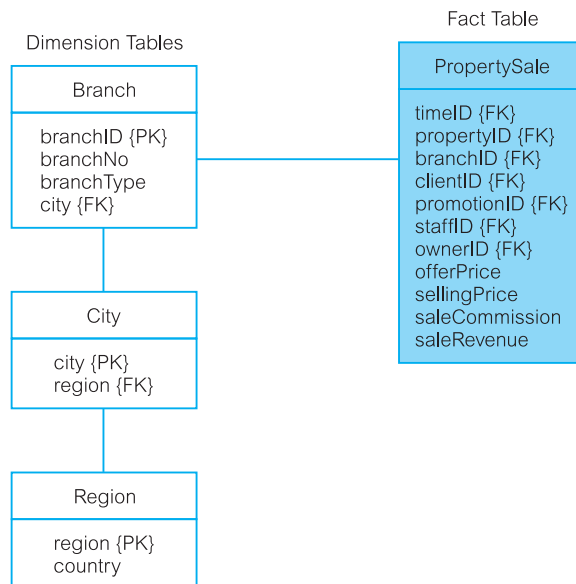 Dimension Tables
Branch
branchID {PK}
branchNo
branchType
city {FK}
City
city {PK}
region {FK}
Region
region {PK}
country
Fact Table
PropertySale
timeID {FK}
propertyID {FK}
branchID {FK}
clientID {FK}
promotionID {FK}
staffID {FK}
ownerID {FK}
offerPrice
sellingPrice
saleCommission
saleRevenue